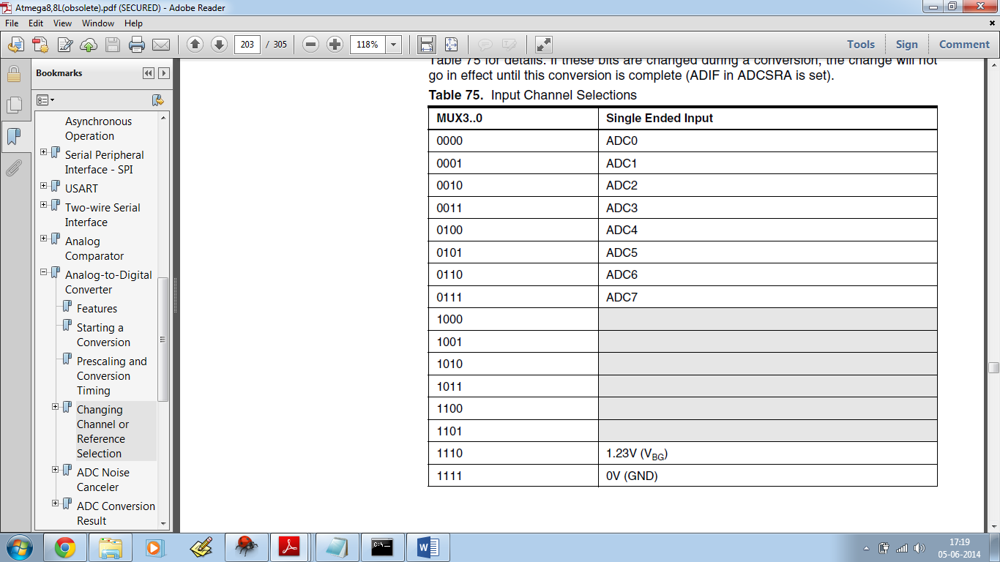 Atmega8,8L(obsolete).pdf (SECURED) - Adobe Reader
File Edit View Window Help
203 / 305 118% Tools Sign Comment
Bookmarks
Asynchronous
Operation
Serial Peripheral
Interface - SPI
USART
Two-wire Serial
Interface
Analog
Comparator
Analog-to-Digital
Converter
Features
Starting a
Conversion
Prescaling and
Conversion
Timing
Changing
Channel or
Reference
Selection
ADC Noise
Canceler
ADC Conversion
Result
Table 75 for details. If these bits are changed during a conversion, the change will not
go in effect until this conversion is complete (ADIF in ADCSRA is set).
Table 75. Input Channel Selections
MUX3..0 Single Ended Input
0000 ADC0
0001 ADC1
0010 ADC2
0011 ADC3
0100 ADC4
0101 ADC5
0110 ADC6
0111 ADC7
1000
1001
1010
1011
1100
1101
1110 1.23V (VBG)
1111 0V (GND)
17:19
05-06-2014